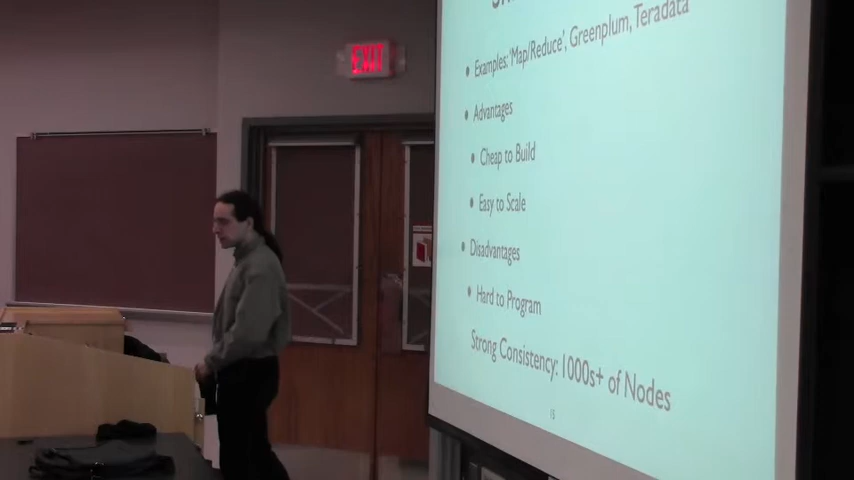 EXIT
• Examples: 'Map/Reduce', Greenplum, Teradata
• Advantages
• Cheap to Build
• Easy to Scale
• Disadvantages
• Hard to Program
Strong Consistency: 1000s+ of Nodes